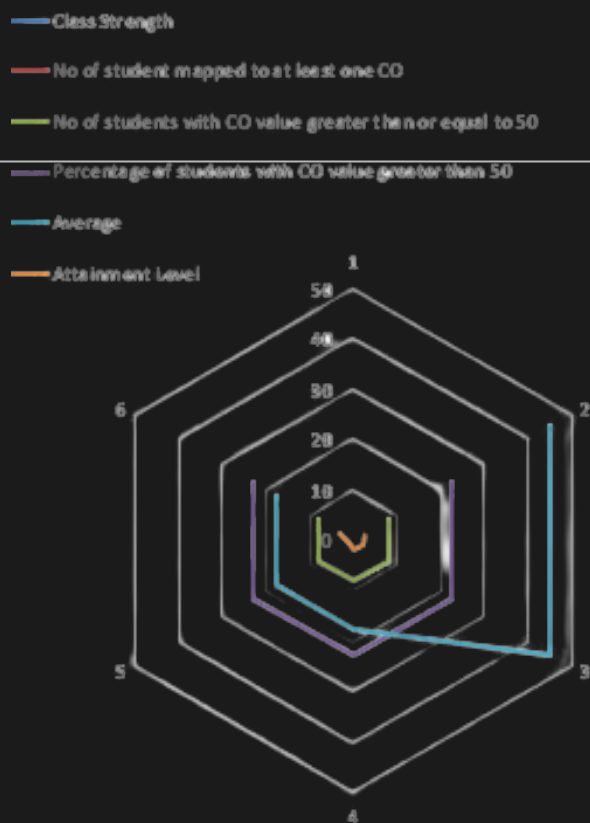 Class Strength
No of student mapped to at least one CO
No of students with CO value greater than or equal to 50
Percentage of students with CO value greater than 50
Average
Attainment Level
1
50
40
30
20
10
0
6
2
5
3
4